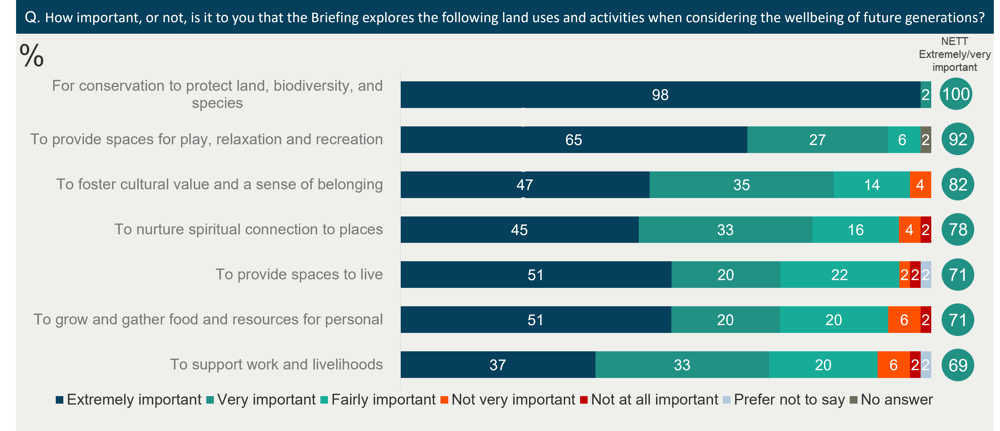 Q. How important, or not, is it to you that the Briefing explores the following land uses and activities when considering the wellbeing of future generations?
%
NETT
Extremely/very
important
For conservation to protect land, biodiversity, and
species
98 2 100
To provide spaces for play, relaxation and recreation 65 27 6 2 92
To foster cultural value and a sense of belonging 47 35 14 4 82
To nurture spiritual connection to places 45 33 16 4 2 78
To provide spaces to live 51 20 22 2 2 2 71
To grow and gather food and resources for personal 51 20 20 6 2 71
To support work and livelihoods 37 33 20 6 2 2 69
Extremely important Very important Fairly important Not very important Not at all important Prefer not to say No answer